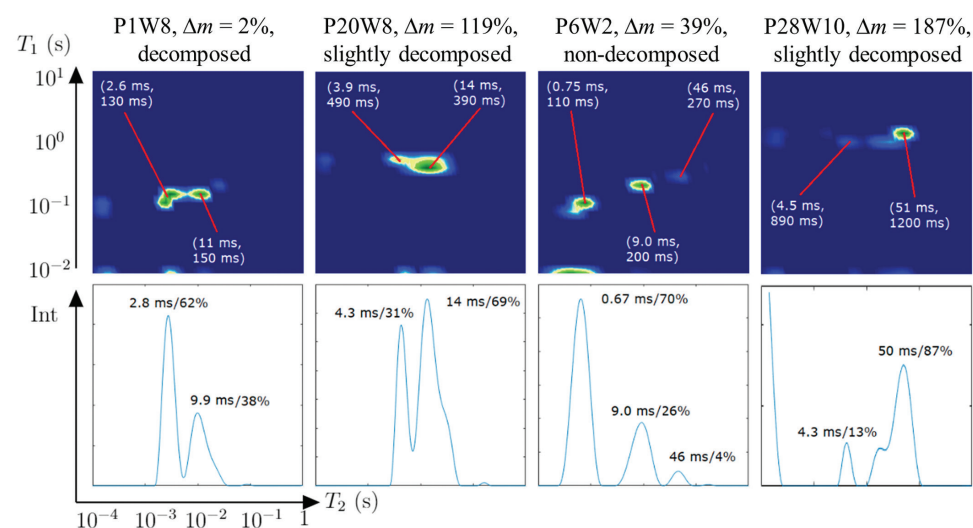 P1W8, Δm = 2%,
decomposed
P20W8, Δm = 119%,
slightly decomposed
P6W2, Δm = 39%,
non-decomposed
P28W10, Δm = 187%,
slightly decomposed
T₁ (s)
10¹
10⁰
10⁻¹
10⁻²
(2.6 ms,
130 ms)
(11 ms,
150 ms)
(3.9 ms,
490 ms)
(14 ms,
390 ms)
(0.75 ms,
110 ms)
(46 ms,
270 ms)
(9.0 ms,
200 ms)
(4.5 ms,
890 ms)
(51 ms,
1200 ms)
Int
2.8 ms/62%
9.9 ms/38%
4.3 ms/31%
14 ms/69%
0.67 ms/70%
9.0 ms/26%
46 ms/4%
4.3 ms/13%
50 ms/87%
10⁻⁴ 10⁻³ 10⁻² 10⁻¹ 1
T₂ (s)